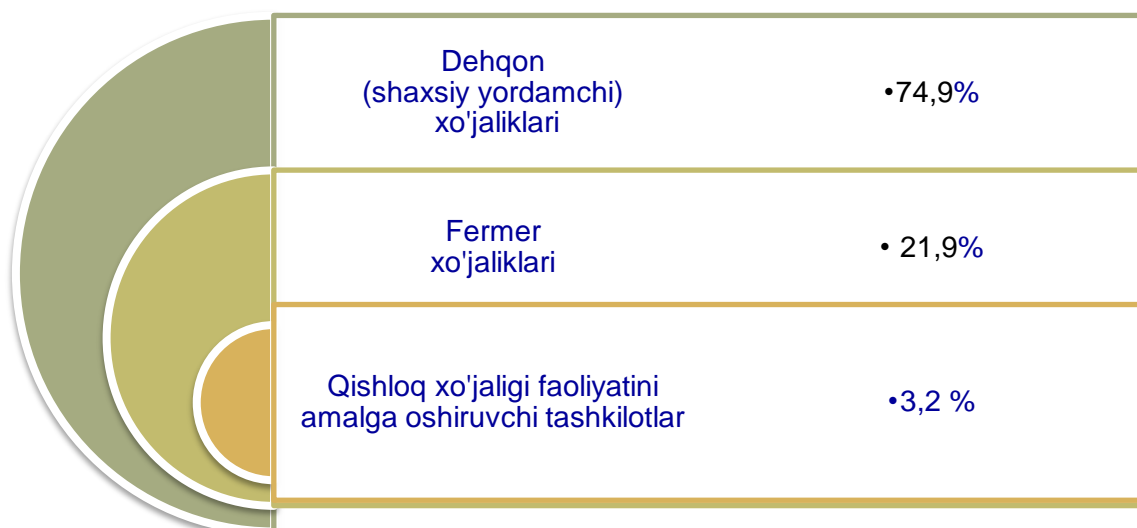 Dehqon
(shaxsiy yordamchi)
xo'jaliklari
•74,9%
Fermer
xo'jaliklari
• 21,9%
Qishloq xo'jaligi faoliyatini
amalga oshiruvchi tashkilotlar
•3,2 %